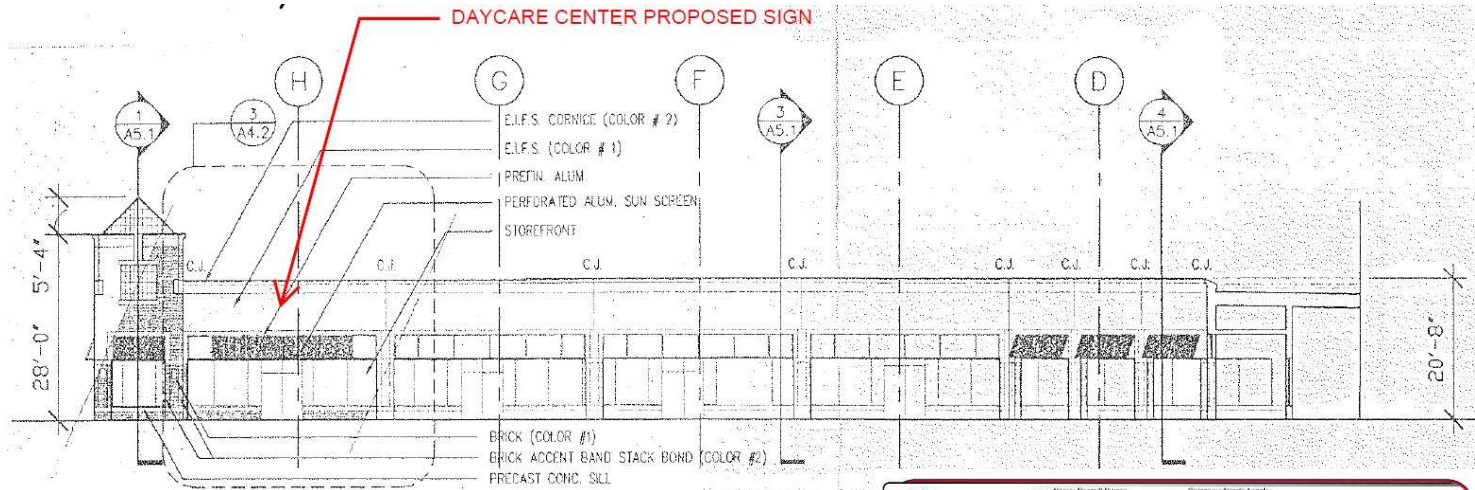 DAYCARE CENTER PROPOSED SIGN
H
G
F
E
D
1
A5.1
3
A4.2
3
A5.1
4
A5.1
E.I.F.S. CORNICE (COLOR # 2)
E.I.F.S. (COLOR # 1)
PREFIN. ALUM.
PERFORATED ALUM. SUN SCREEN
STOREFRONT
C.J.
C.J.
C.J.
C.J.
C.J.
C.J.
C.J.
C.J.
5'-4"
28'-0"
20'-8"
BRICK (COLOR #1)
BRICK ACCENT BAND STACK BOND (COLOR #2)
PRECAST CONC. SILL